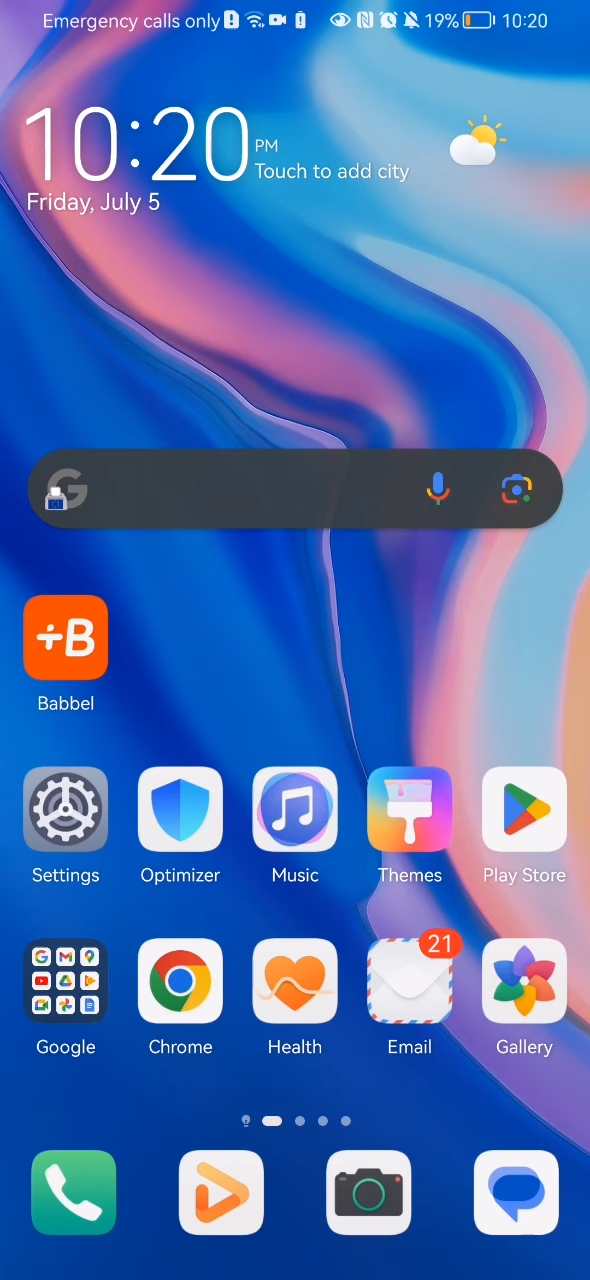 Emergency calls only 19% 10:20
10:20 PM
Touch to add city
Friday, July 5
+B
Babbel
Settings Optimizer Music Themes Play Store
21
Google Chrome Health Email Gallery